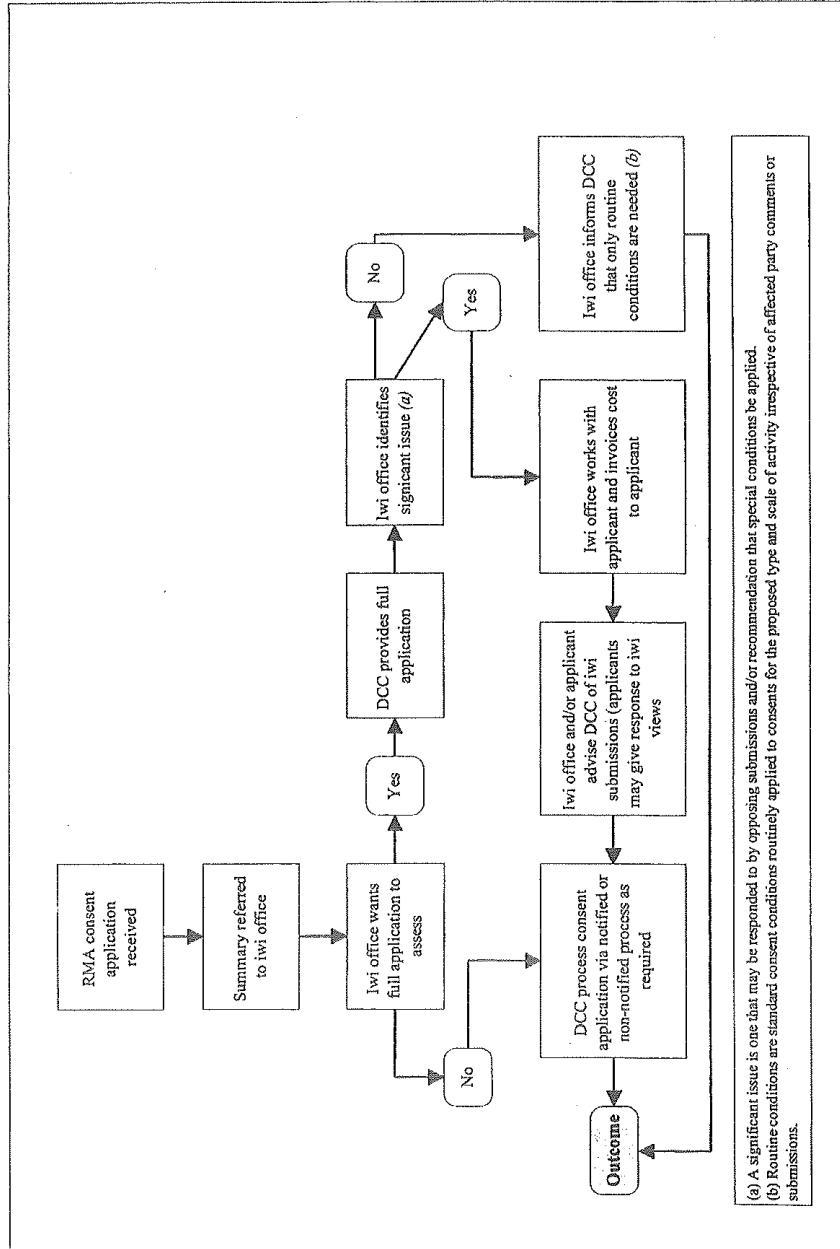 RMA consent
application
received
Summary referred
to iwi office
Iwi office wants
full application to
assess
Yes
DCC provides full
application
Iwi office identifies
signicant issue (a)
No
Yes
No
DCC process consent
application via notified or
non-notified process as
required
Iwi office and/or applicant
advise DCC of iwi
submissions (applicants
may give response to iwi
views
Iwi office works with
applicant and invoices cost
to applicant
Iwi office informs DCC
that only routine
conditions are needed (b)
Outcome
(a) A significant issue is one that may be responded to by opposing submissions and/or recommendation that special conditions be applied.
(b) Routine conditions are standard consent conditions routinely applied to consents for the proposed type and scale of activity irrespective of affected party comments or
submissions.